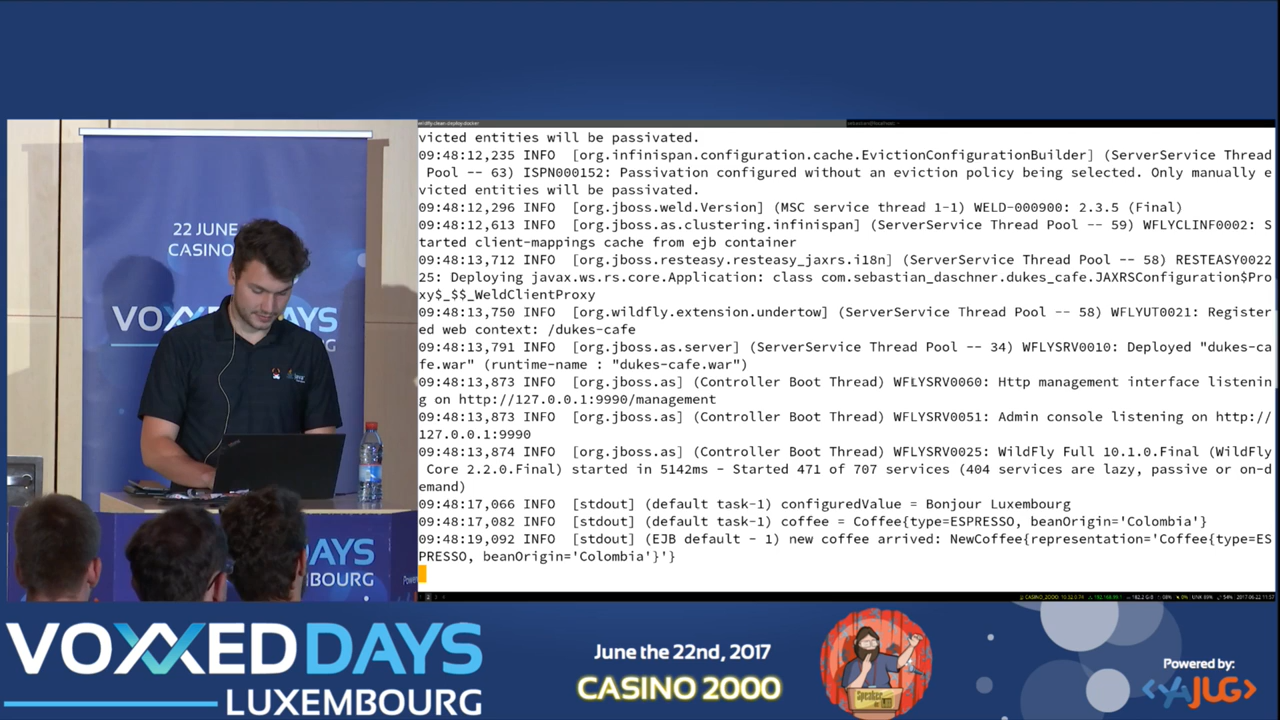 22 JUNE
CASINO
VOXXED DAYS
LUXEMBOURG
DAYS
MBOURG
victed entities will be passivated.
09:48:12,235 INFO  [org.infinispan.configuration.cache.EvictionConfigurationBuilder] (ServerService Thread
 Pool -- 63) ISPN000152: Passivation configured without an eviction policy being selected. Only manually e
victed entities will be passivated.
09:48:12,296 INFO  [org.jboss.weld.Version] (MSC service thread 1-1) WELD-000900: 2.3.5 (Final)
09:48:12,613 INFO  [org.jboss.as.clustering.infinispan] (ServerService Thread Pool -- 59) WFLYCLINF0002: S
tarted client-mappings cache from ejb container
09:48:13,712 INFO  [org.jboss.resteasy.resteasy_jaxrs.i18n] (ServerService Thread Pool -- 58) RESTEASY0022
25: Deploying javax.ws.rs.core.Application: class com.sebastian_daschner.dukes_cafe.JAXRSConfiguration$Pro
xy$_$$_WeldClientProxy
09:48:13,750 INFO  [org.wildfly.extension.undertow] (ServerService Thread Pool -- 58) WFLYUT0021: Register
ed web context: /dukes-cafe
09:48:13,791 INFO  [org.jboss.as.server] (ServerService Thread Pool -- 34) WFLYSRV0010: Deployed "dukes-ca
fe.war" (runtime-name : "dukes-cafe.war")
09:48:13,873 INFO  [org.jboss.as] (Controller Boot Thread) WFLYSRV0060: Http management interface listenin
g on http://127.0.0.1:9990/management
09:48:13,873 INFO  [org.jboss.as] (Controller Boot Thread) WFLYSRV0051: Admin console listening on http://
127.0.0.1:9990
09:48:13,874 INFO  [org.jboss.as] (Controller Boot Thread) WFLYSRV0025: WildFly Full 10.1.0.Final (WildFly
 Core 2.2.0.Final) started in 5142ms - Started 471 of 707 services (404 services are lazy, passive or on-d
emand)
09:48:17,066 INFO  [stdout] (default task-1) configuredValue = Bonjour Luxembourg
09:48:17,082 INFO  [stdout] (default task-1) coffee = Coffee{type=ESPRESSO, beanOrigin='Colombia'}
09:48:19,092 INFO  [stdout] (EJB default - 1) new coffee arrived: NewCoffee{representation='Coffee{type=ES
PRESSO, beanOrigin='Colombia'}'}
VOXXED DAYS
LUXEMBOURG
June the 22nd, 2017
CASINO 2000
Speaker
Powered by:
YAJUG